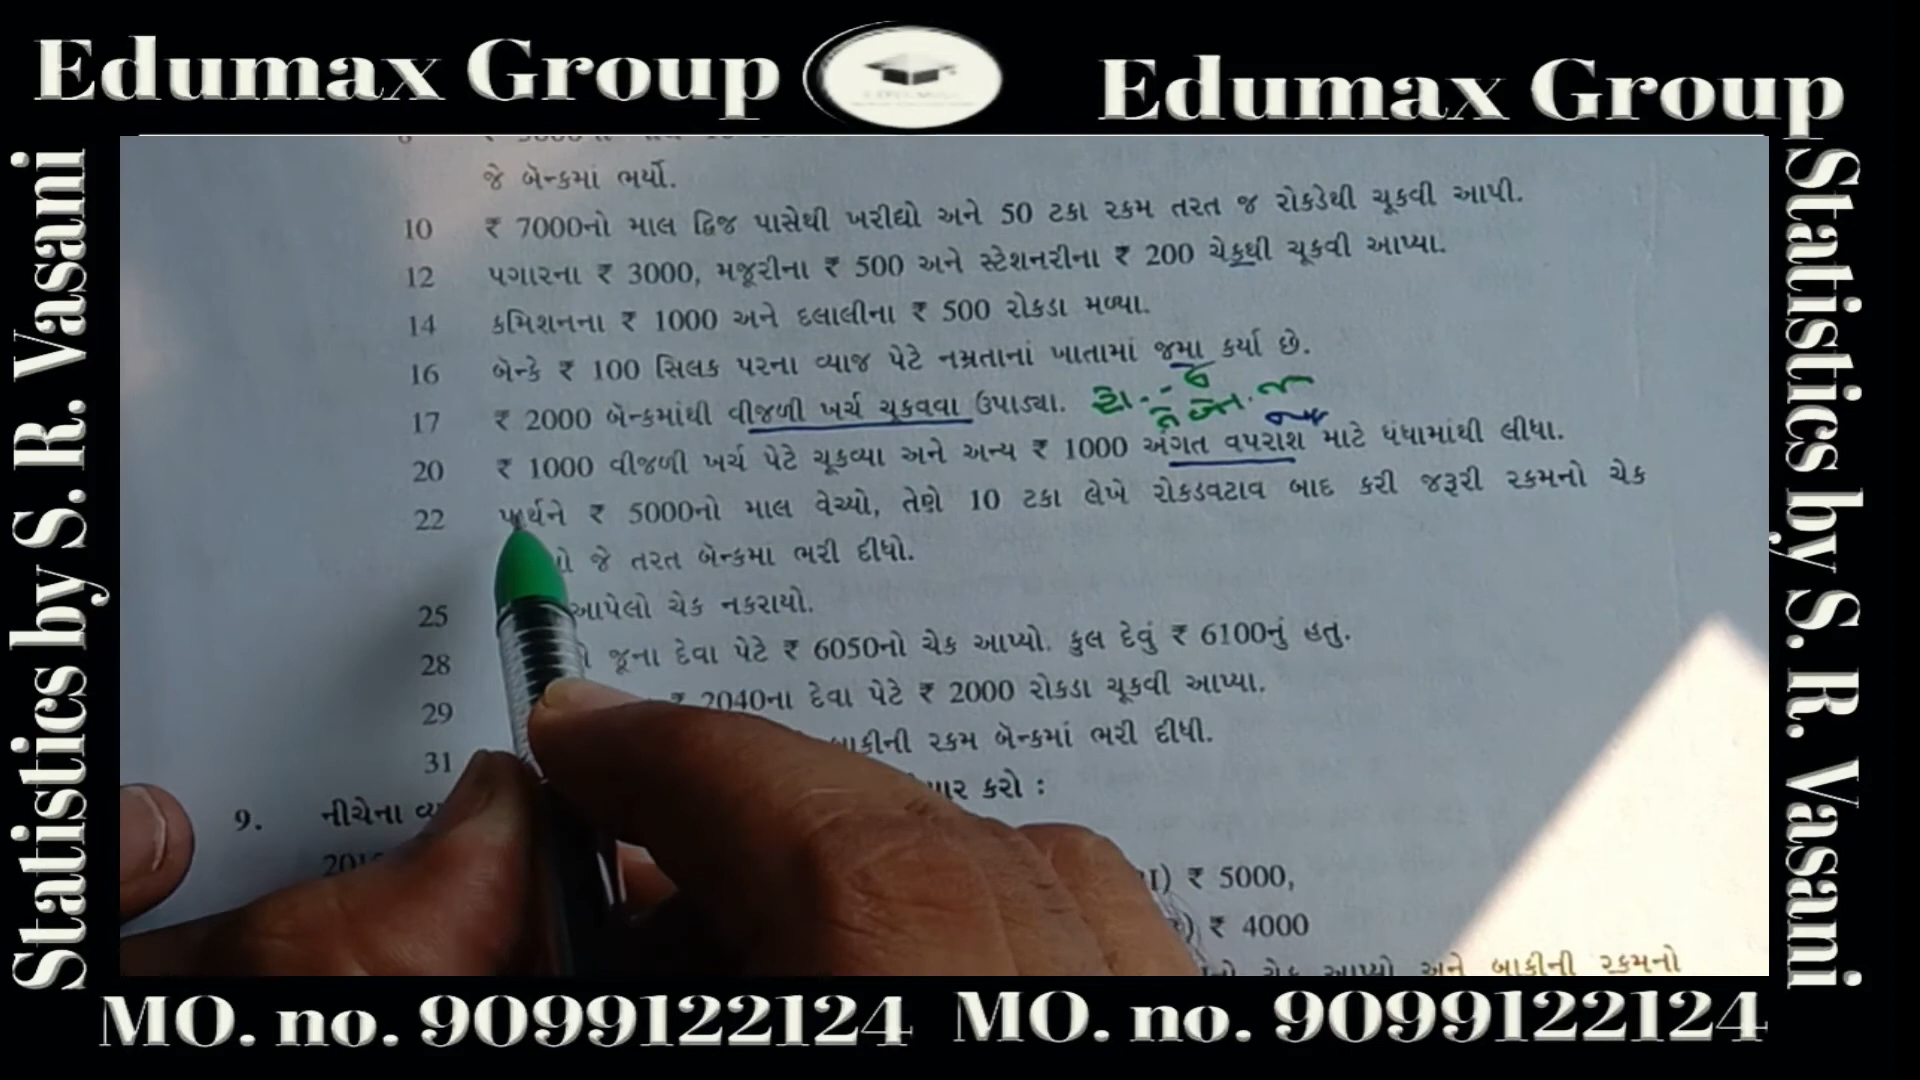 Edumax Group
Edumax Group
Statistics by S. R. Vasani
Statistics by S. R. Vasani
જે બૅન્કમાં ભર્યો.
10 ₹ 7000નો માલ દ્વિજ પાસેથી ખરીદ્યો અને 50 ટકા રકમ તરત જ રોકડેથી ચૂકવી આપી.
12 પગારના ₹ 3000, મજૂરીના ₹ 500 અને સ્ટેશનરીના ₹ 200 ચેકથી ચૂકવી આપ્યા.
14 કમિશનના ₹ 1000 અને દલાલીના ₹ 500 રોકડા મળ્યા.
16 બૅન્કે ₹ 100 સિલક પરના વ્યાજ પેટે નમ્રતાનાં ખાતામાં જમા કર્યા છે.
17 ₹ 2000 બૅન્કમાંથી વીજળી ખર્ચ ચૂકવવા ઉપાડ્યા.
20 ₹ 1000 વીજળી ખર્ચ પેટે ચૂકવ્યા અને અન્ય ₹ 1000 અંગત વપરાશ માટે ધંધામાંથી લીધા.
22 પાર્થને ₹ 5000નો માલ વેચ્યો, તેણે 10 ટકા લેખે રોકડવટાવ બાદ કરી જરૂરી રકમનો ચેક
જે તરત બૅન્કમાં ભરી દીધો.
25 આપેલો ચેક નકરાયો.
28 જૂના દેવા પેટે ₹ 6050નો ચેક આપ્યો. કુલ દેવું ₹ 6100નું હતુ.
29 ₹ 2040ના દેવા પેટે ₹ 2000 રોકડા ચૂકવી આપ્યા.
31 બાકીની રકમ બૅન્કમાં ભરી દીધી.
9. નીચેના કરો :
₹ 5000,
₹ 4000
ચેક આપ્યો અને બાકીની રકમનો
MO. no. 9099122124
MO. no. 9099122124